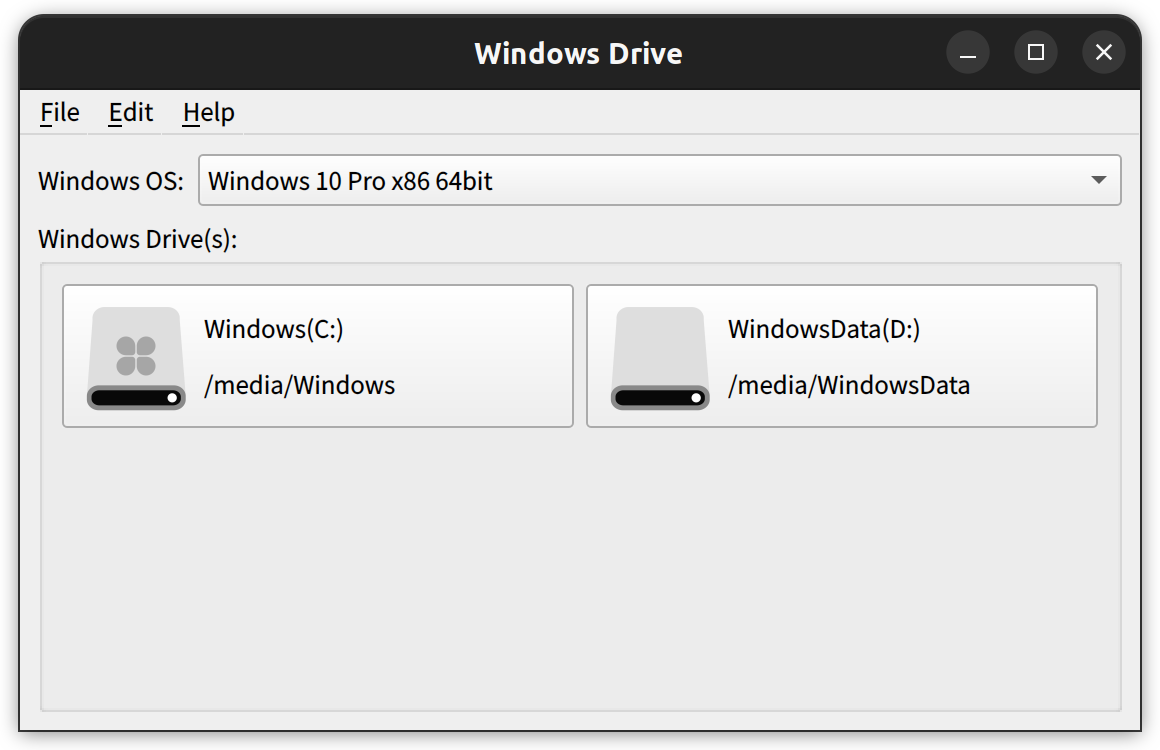 Windows Drive
File Edit Help
Windows OS: Windows 10 Pro x86 64bit
Windows Drive(s):
Windows(C:)
/media/Windows
WindowsData(D:)
/media/WindowsData